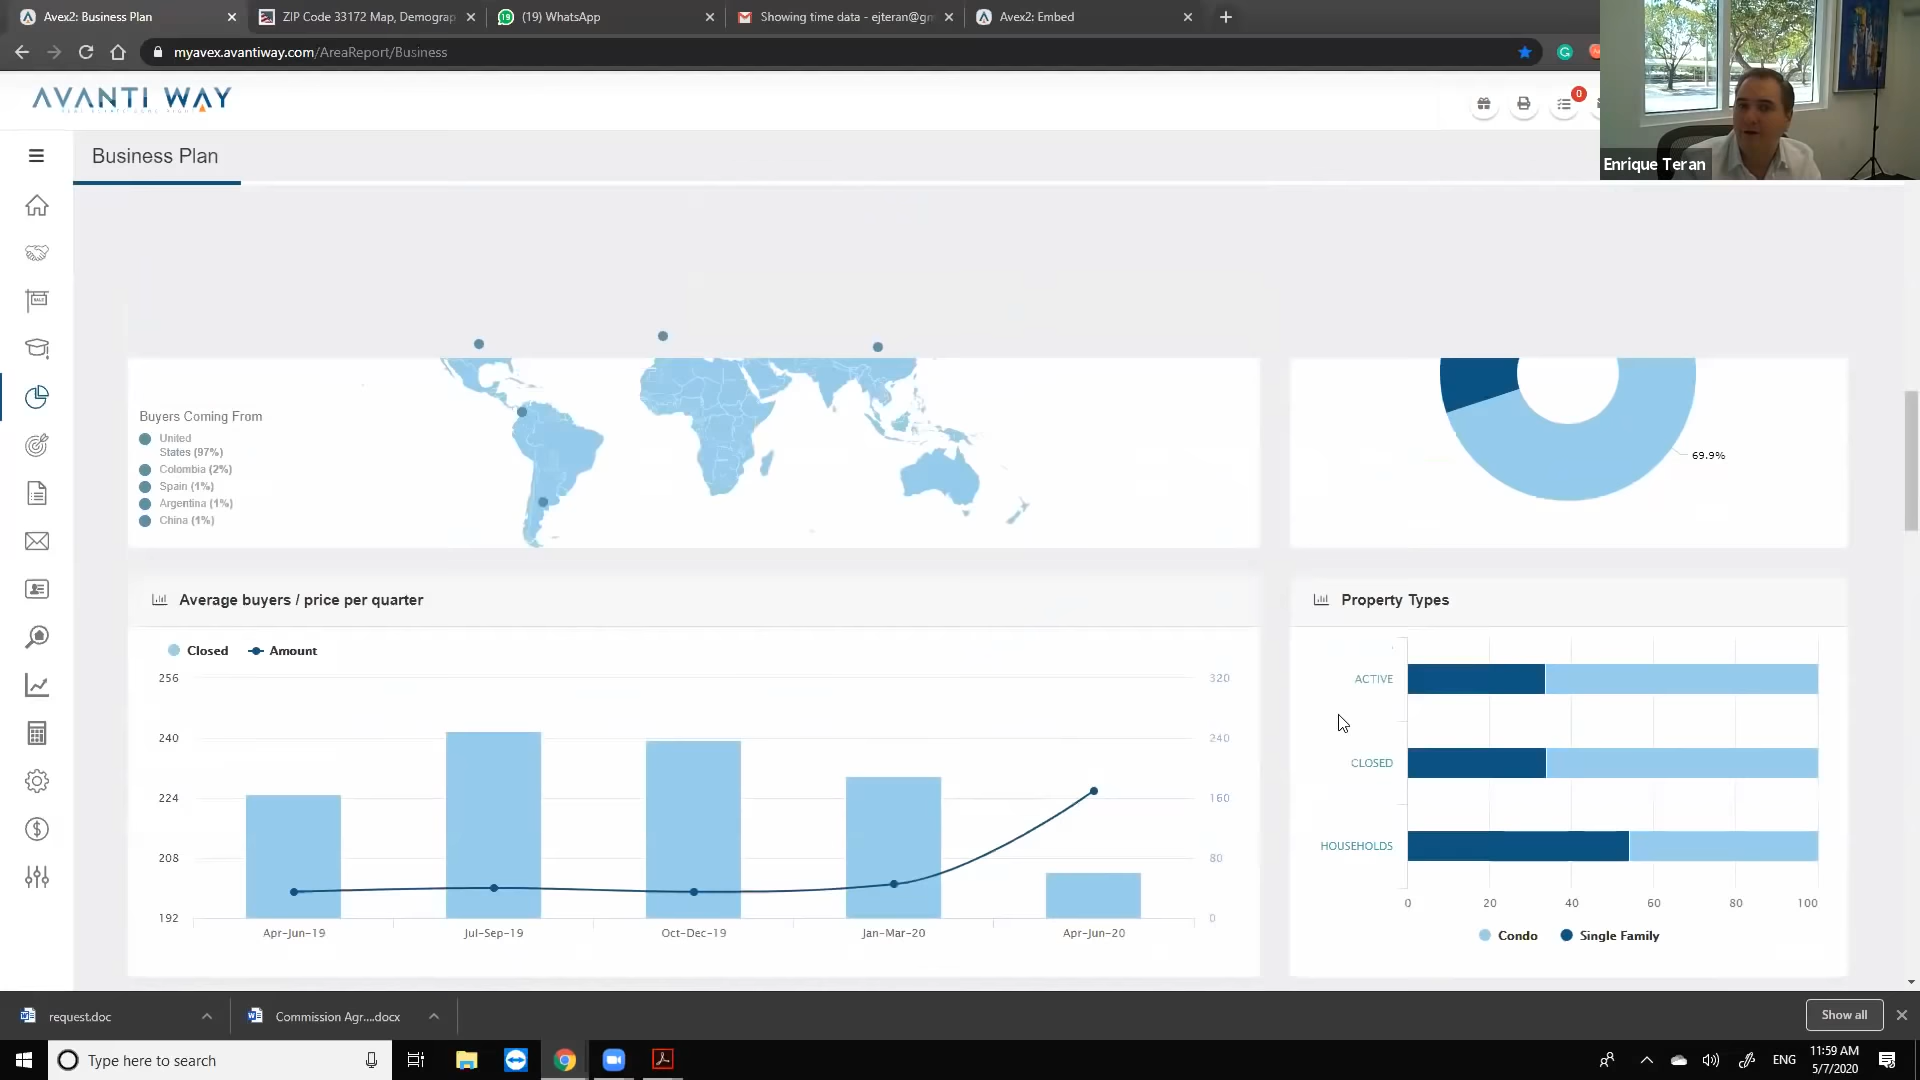 Avex2: Business Plan
ZIP Code 33172 Map, Demograp
(19) WhatsApp
Showing time data - ejteran@gm
Avex2: Embed
myavex.avantiway.com/AreaReport/Business
AVANTI WAY
0
Business Plan
Enrique Teran
Buyers Coming From
United
States (97%)
Colombia (2%)
Spain (1%)
Argentina (1%)
China (1%)
69.9%
Average buyers / price per quarter
Closed
Amount
256
240
224
208
192
320
240
160
80
0
Apr-Jun-19
Jul-Sep-19
Oct-Dec-19
Jan-Mar-20
Apr-Jun-20
Property Types
ACTIVE
CLOSED
HOUSEHOLDS
0
20
40
60
80
100
Condo
Single Family
request.doc
Commission Agr....docx
Show all
Type here to search
ENG
11:59 AM
5/7/2020